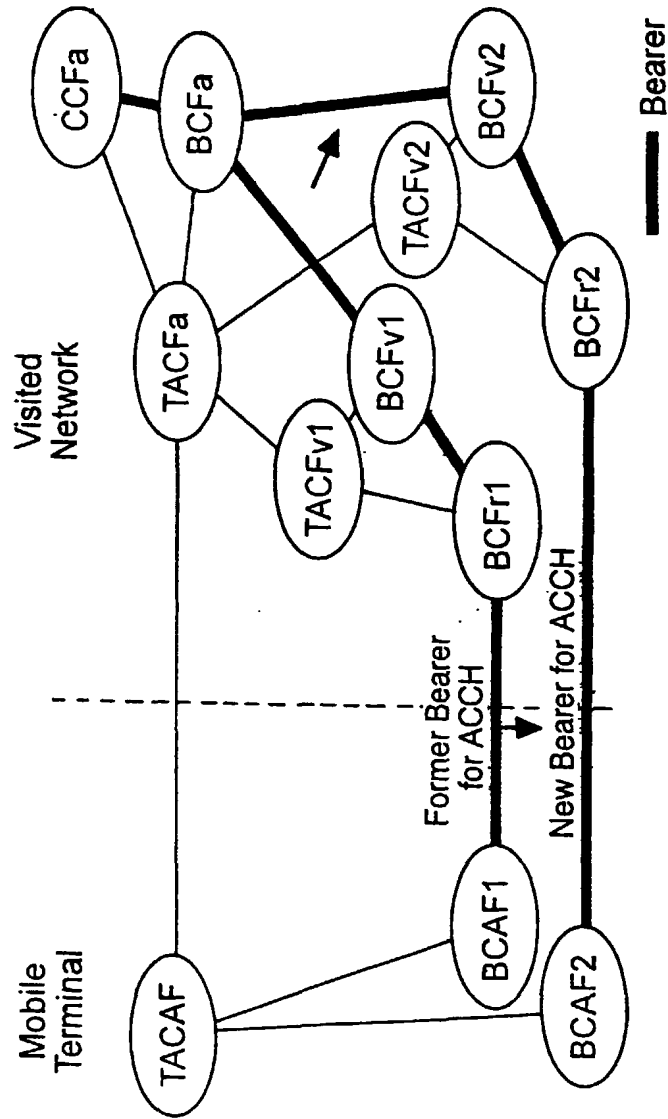 Mobile
Terminal
Visited
Network
TACAF
TACFa
CCFa
BCFa
TACFv1
BCFv1
TACFv2
BCFv2
BCAF1
Former Bearer
for ACCH
BCFr1
BCAF2
New Bearer for ACCH
BCFr2
Bearer